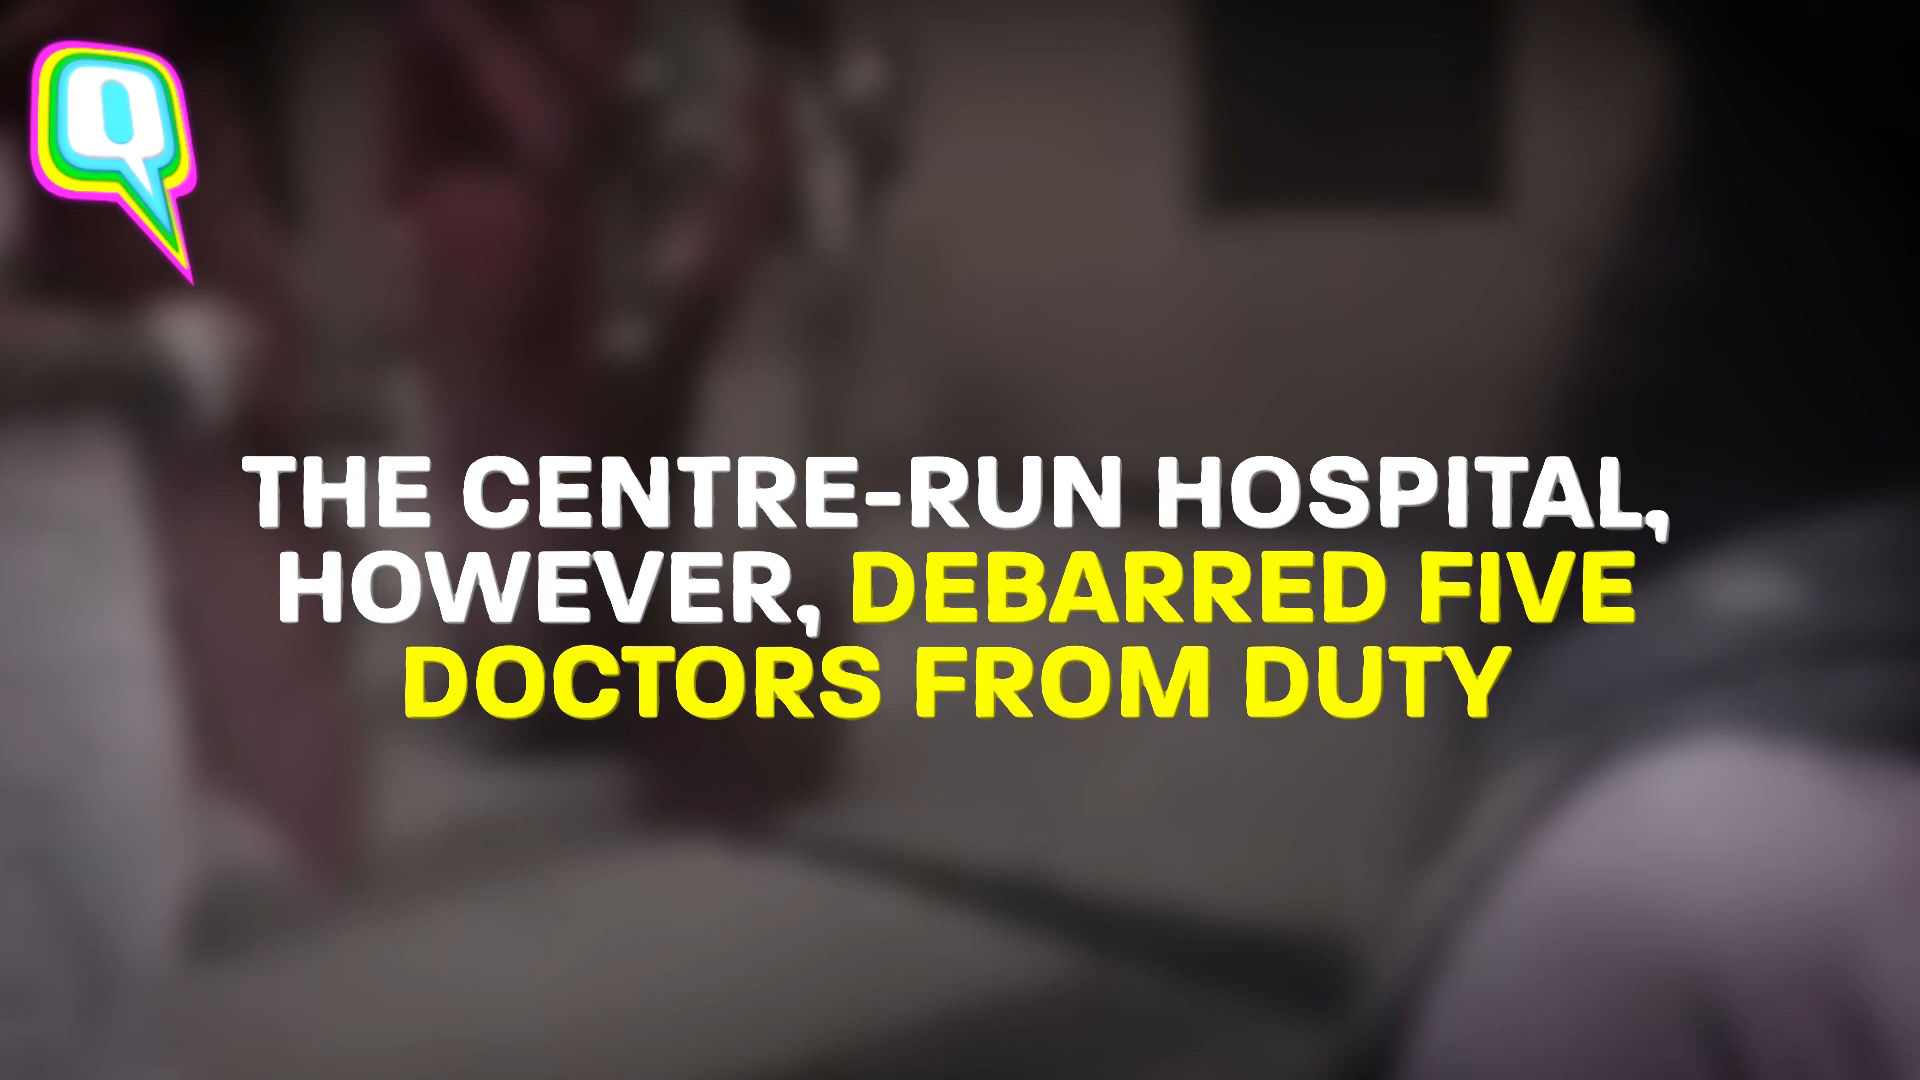 Q
THE CENTRE-RUN HOSPITAL,
HOWEVER, DEBARRED FIVE
DOCTORS FROM DUTY